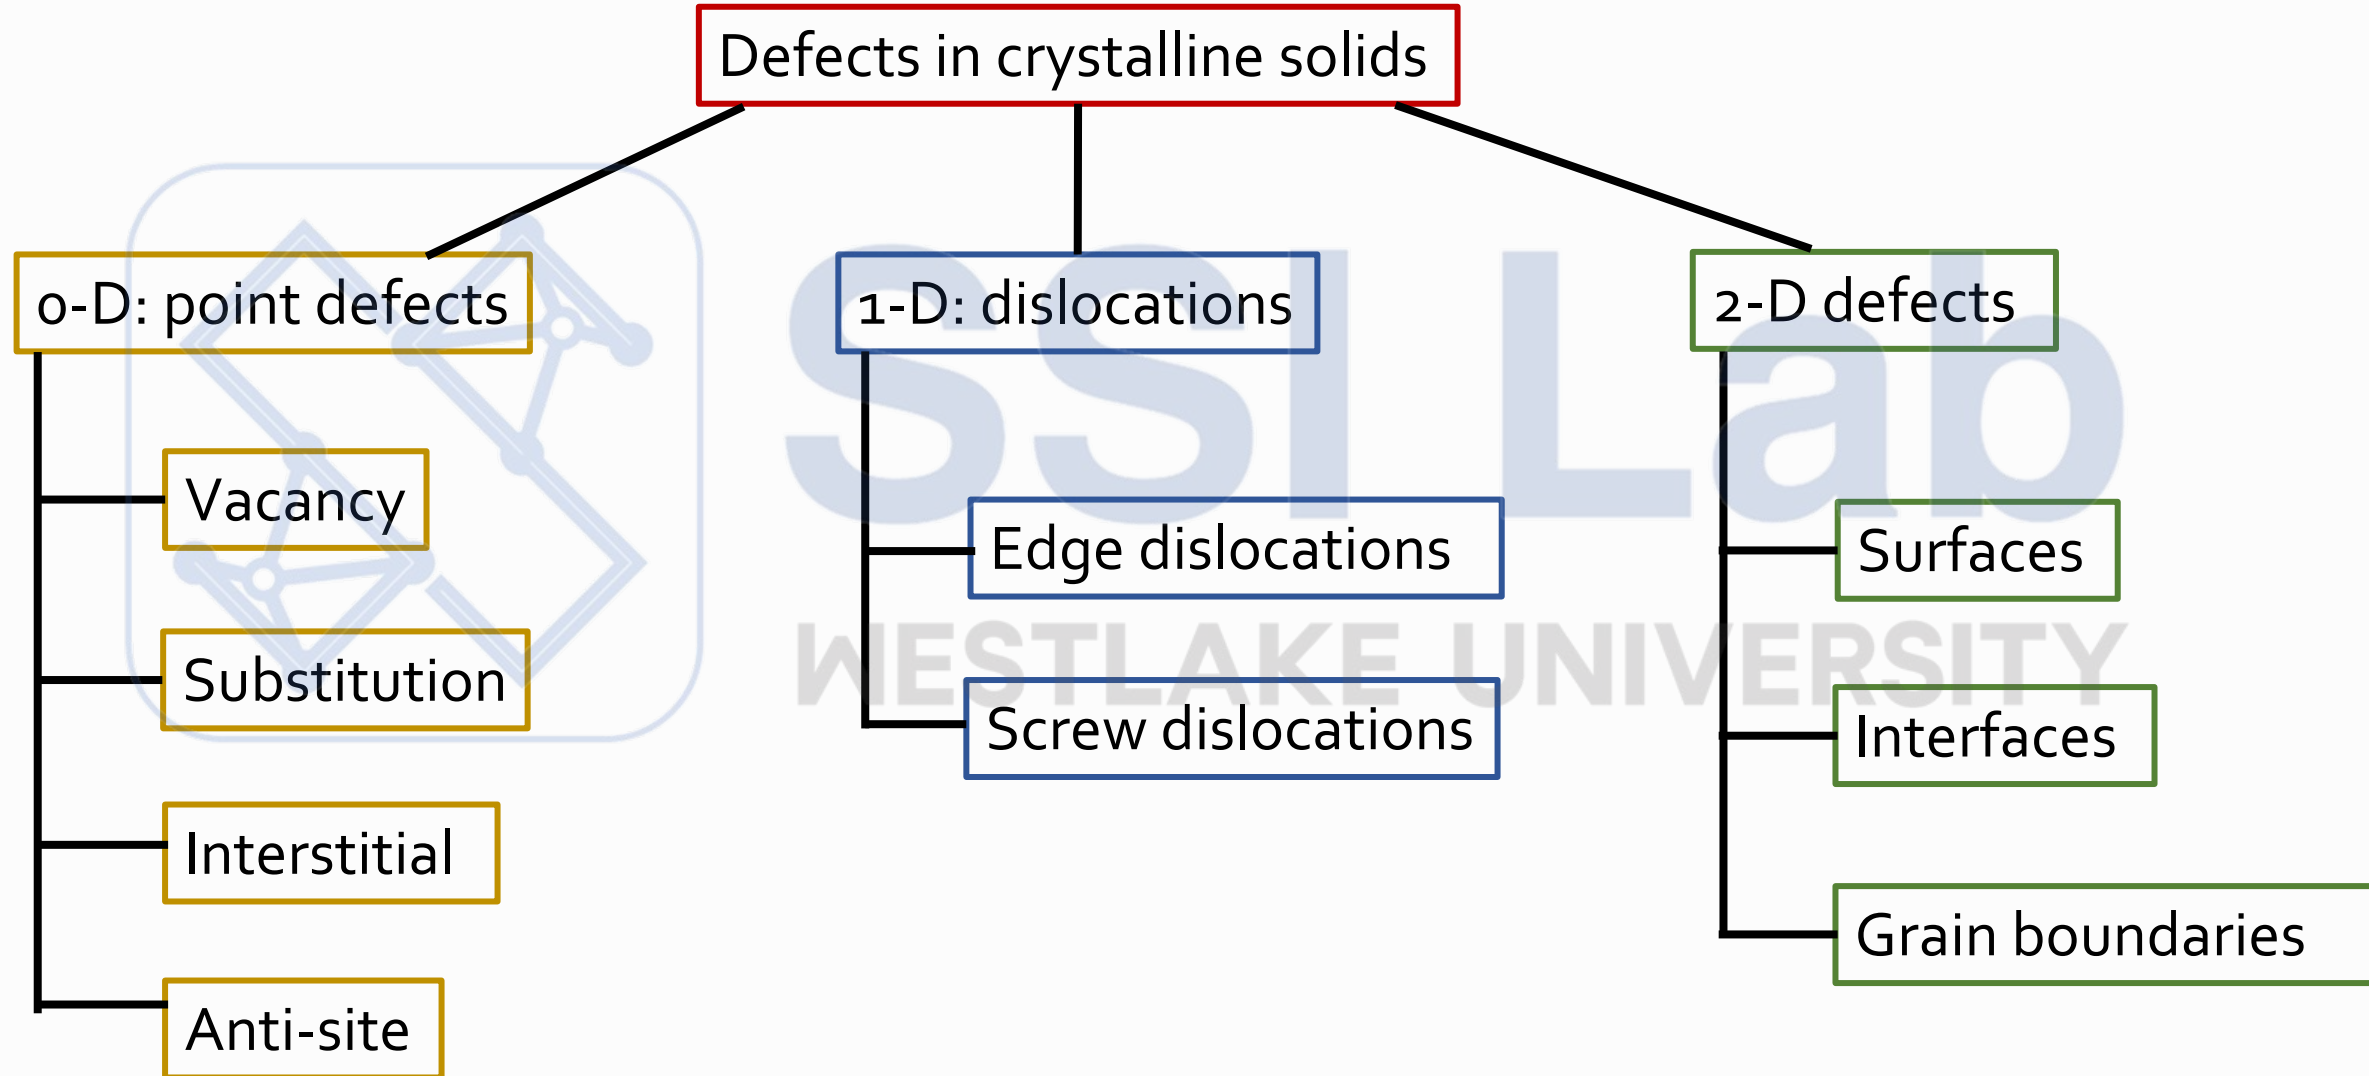 Defects in crystalline solids
0-D: point defects
1-D: dislocations
2-D defects
SSI Lab
WESTLAKE UNIVERSITY
Vacancy
Substitution
Interstitial
Anti-site
Edge dislocations
Screw dislocations
Surfaces
Interfaces
Grain boundaries